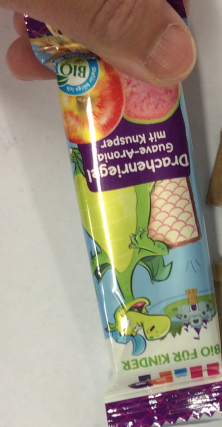 BIO
Drachenriegel
Guave-Aronia
mit Knusper
BIO FÜR KINDER